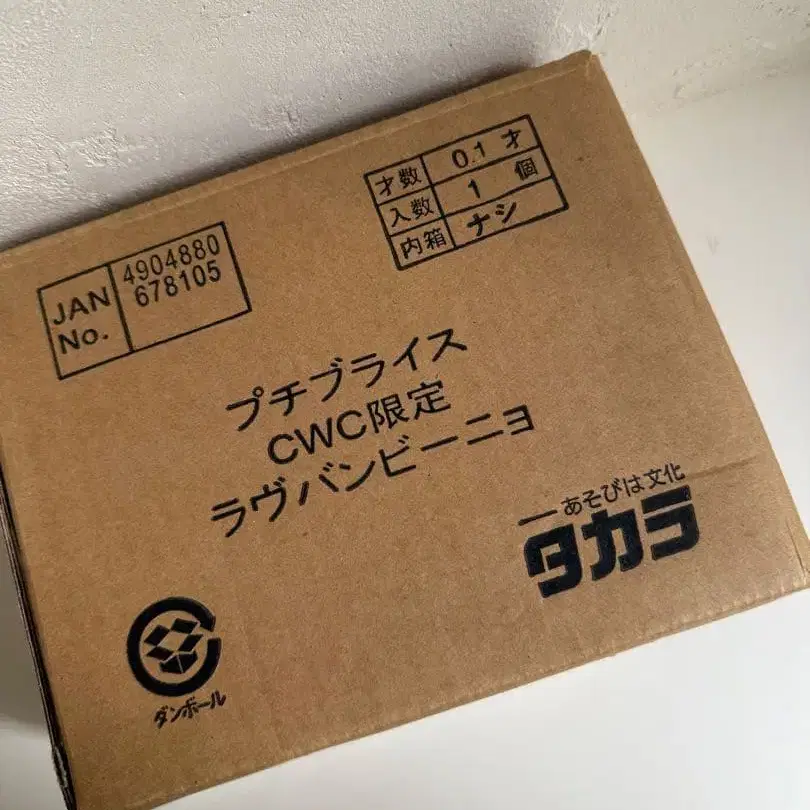 才数 0.1 才
入数 1 個
内箱 ナシ
JAN No. 4904880 678105
プチブライス
CWC限定
ラヴバンビーニョ
ーあそびは文化
タカラ
ダンボール